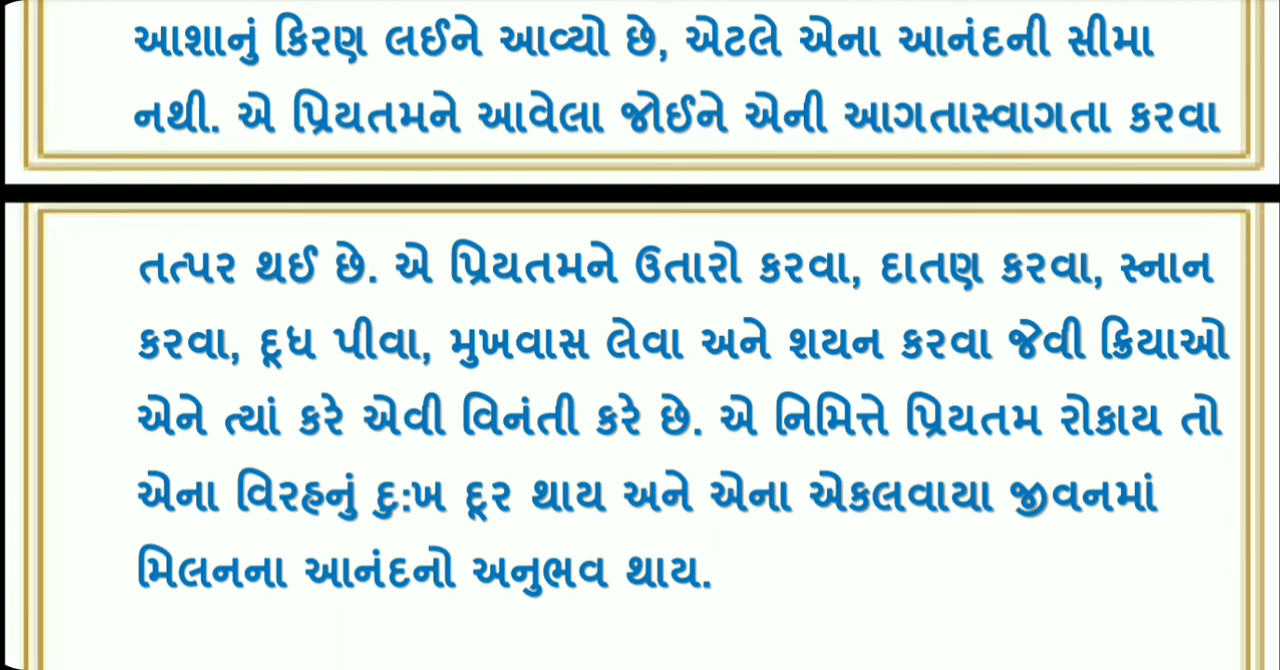 આશાનું કિરણ લઈને આવ્યો છે, એટલે એના આનંદની સીમા
નથી. એ પ્રિયતમને આવેલા જોઈને એની આગતાસ્વાગતા કરવા
તત્પર થઈ છે. એ પ્રિયતમને ઉતારો કરવા, દાતણ કરવા, સ્નાન
કરવા, દૂધ પીવા, મુખવાસ લેવા અને શયન કરવા જેવી ક્રિયાઓ
એને ત્યાં કરે એવી વિનંતી કરે છે. એ નિમિત્તે પ્રિયતમ રોકાય તો
એના વિરહનું દુ:ખ દૂર થાય અને એના એકલવાયા જીવનમાં
મિલનના આનંદનો અનુભવ થાય.